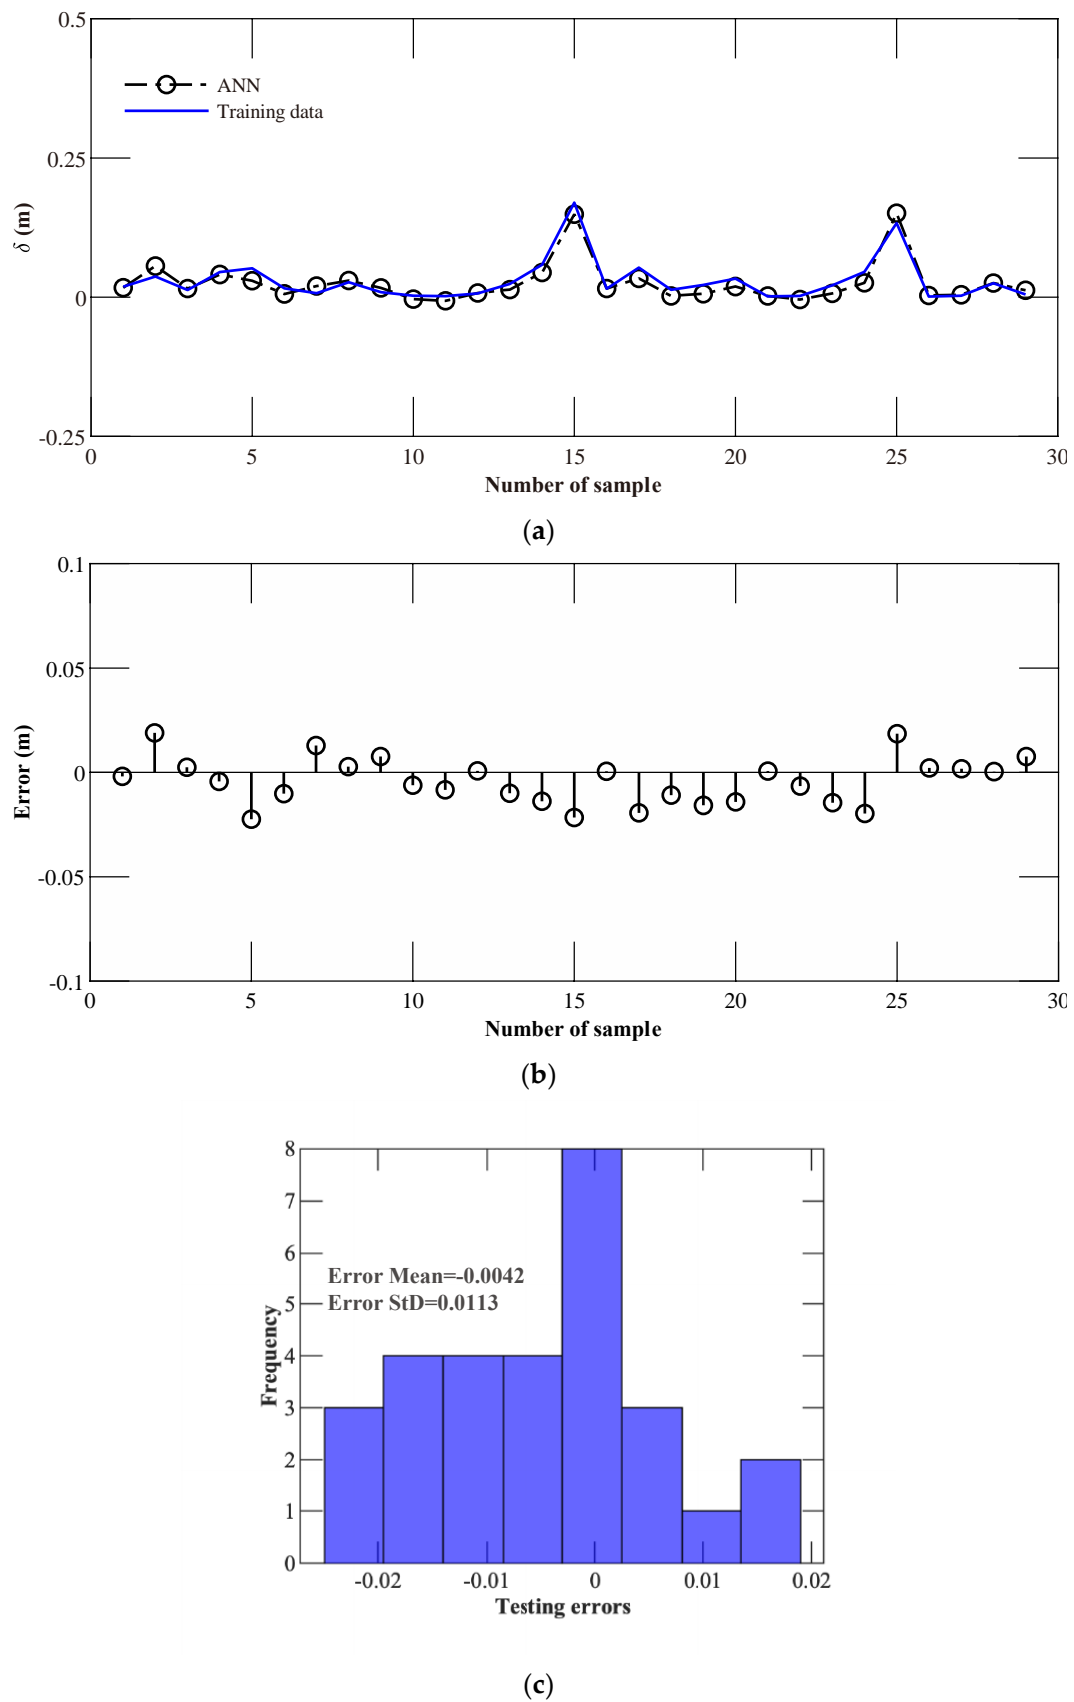 0.5
ANN
Training data
0.25
δ (m)
0
-0.25
0 5 10 15 20 25 30
Number of sample
(a)
0.1
0.05
Error (m)
0
-0.05
-0.1
0 5 10 15 20 25 30
Number of sample
(b)
8
7
6
Error Mean=-0.0042
Error StD=0.0113
5
Frequency
4
3
2
1
0
-0.02 -0.01 0 0.01 0.02
Testing errors
(c)